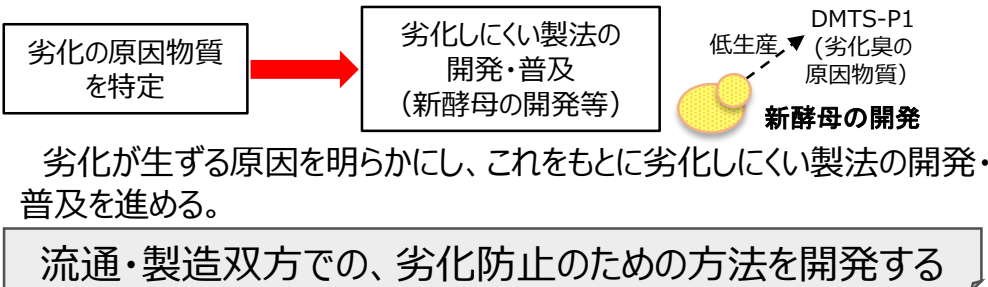 劣化の原因物質
を特定
劣化しにくい製法の
開発・普及
（新酵母の開発等）
低生産
DMTS-P1
(劣化臭の
原因物質）
新酵母の開発
劣化が生ずる原因を明らかにし、これをもとに劣化しにくい製法の開発・
普及を進める。
流通・製造双方での、劣化防止のための方法を開発する